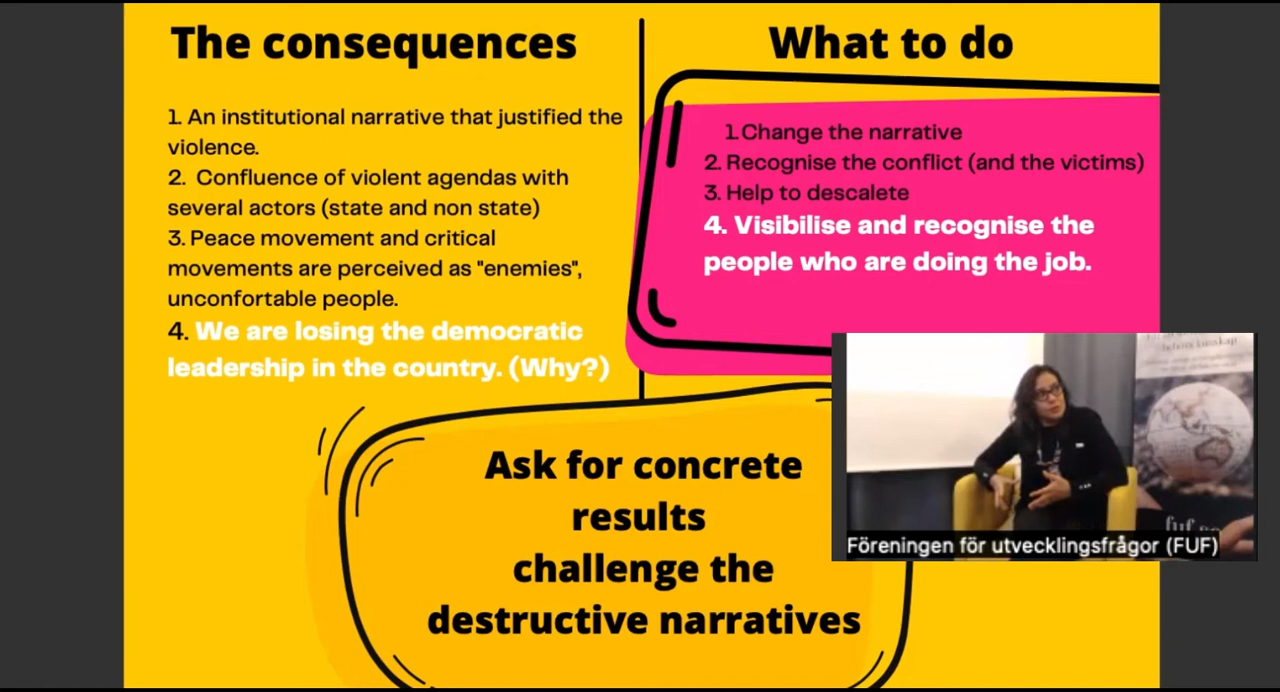 The consequences
1. An institutional narrative that justified the
violence.
2. Confluence of violent agendas with
several actors (state and non state)
3. Peace movement and critical
movements are perceived as "enemies",
unconfortable people.
4. We are losing the democratic
leadership in the country. (Why?)
What to do
1. Change the narrative
2. Recognise the conflict (and the victims)
3. Help to descalete
4. Visibilise and recognise the
people who are doing the job.
Ask for concrete
results
challenge the
destructive narratives
behövs kunskap
fuf.se
Föreningen för utvecklingsfrågor (FUF)